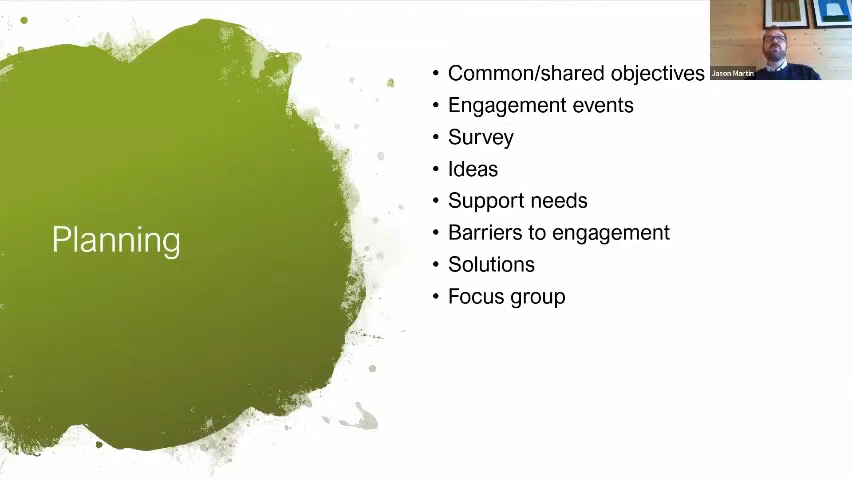 Planning
• Common/shared objectives
• Engagement events
• Survey
• Ideas
• Support needs
• Barriers to engagement
• Solutions
• Focus group
Jason Martin